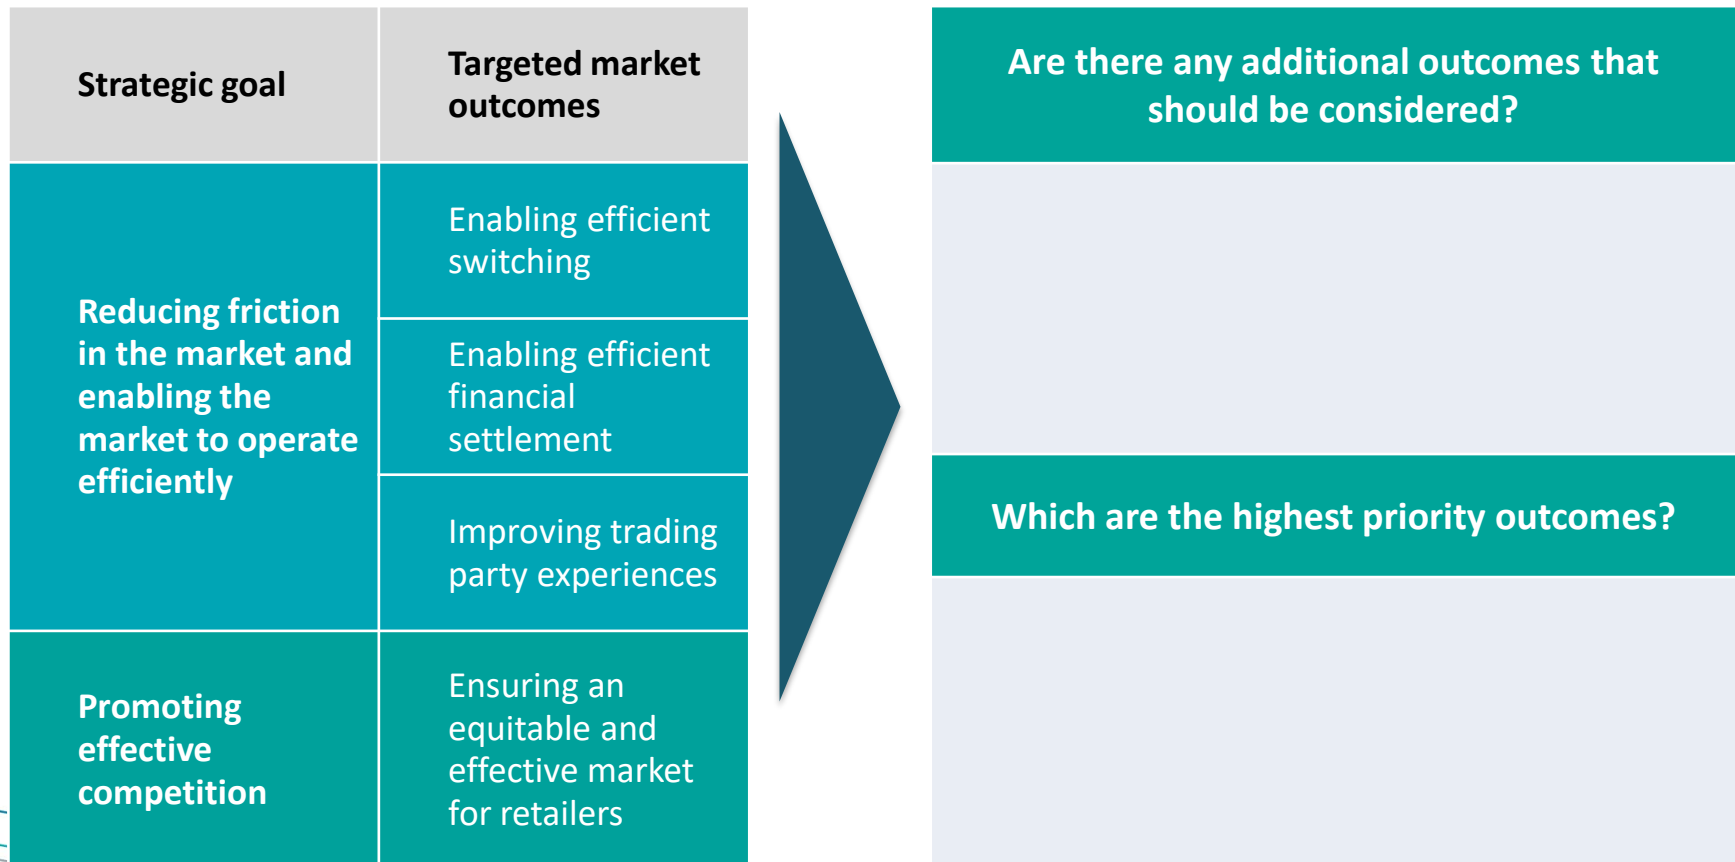 Strategic goal
Targeted market
outcomes
Reducing friction
in the market and
enabling the
market to operate
efficiently
Enabling efficient
switching
Enabling efficient
financial
settlement
Improving trading
party experiences
Promoting
effective
competition
Ensuring an
equitable and
effective market
for retailers
Are there any additional outcomes that
should be considered?
Which are the highest priority outcomes?